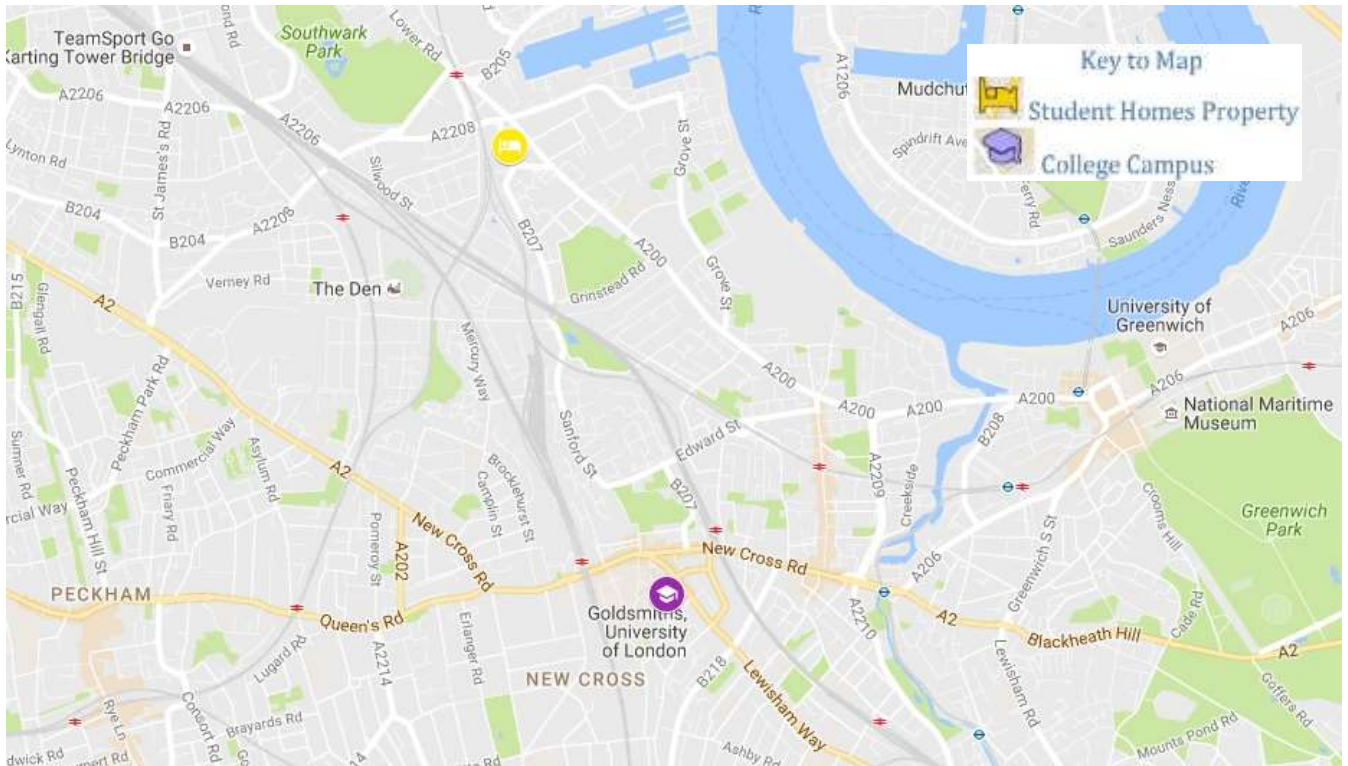 TeamSport Go
Karting Tower Bridge
Southwark
Park
Lower Rd
B205
A1206
Mudchut
Key to Map
Student Homes Property
College Campus
A2206
A2206
A2206
A2208
Lynton Rd
St James's Rd
Silwood St
Grove St
Spindrift Ave
Saunders Ness
B204
B204
A2208
B207
A200
Grove St
B215
Glengall Rd
A2
Verney Rd
The Den
Grinstead Rd
Mercury Way
University of
Greenwich
A206
Peckham Park Rd
A200
A200
A200
A200
A206
National Maritime
Museum
Sumner Rd
Commercial Way
Asylum Rd
A2
Sanford St
Edward St
B208
Peckham Hill St
Friary Rd
Brocklehurst St
Camplin St
B207
A2209
Creekside
Crooms Hill
Greenwich
Park
Pomeroy St
A202
New Cross Rd
New Cross Rd
A206
Greenwich S St
PECKHAM
Queen's Rd
Goldsmiths,
University
of London
A2210
A2
Blackheath Hill
Cade Rd
A2
Lugard Rd
A2214
Erlanger Rd
NEW CROSS
B218
Lewisham Way
Lewisham Rd
Goffers Rd
Rye Ln
Consort Rd
Brayards Rd
Ashby Rd
Mounts Pond Rd